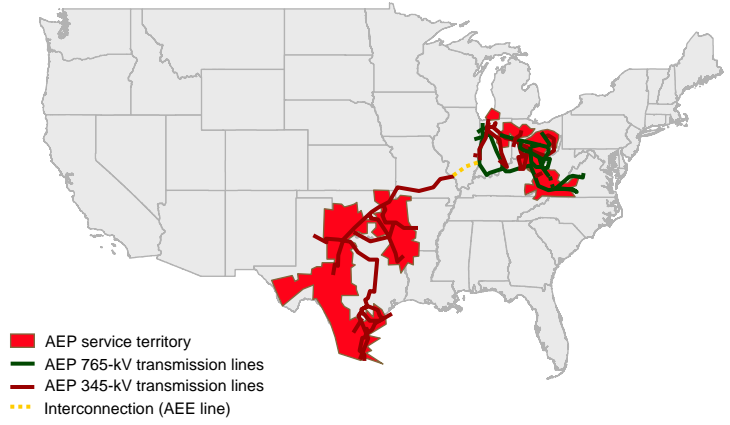 AEP service territory
AEP 765-kV transmission lines
AEP 345-kV transmission lines
Interconnection (AEE line)